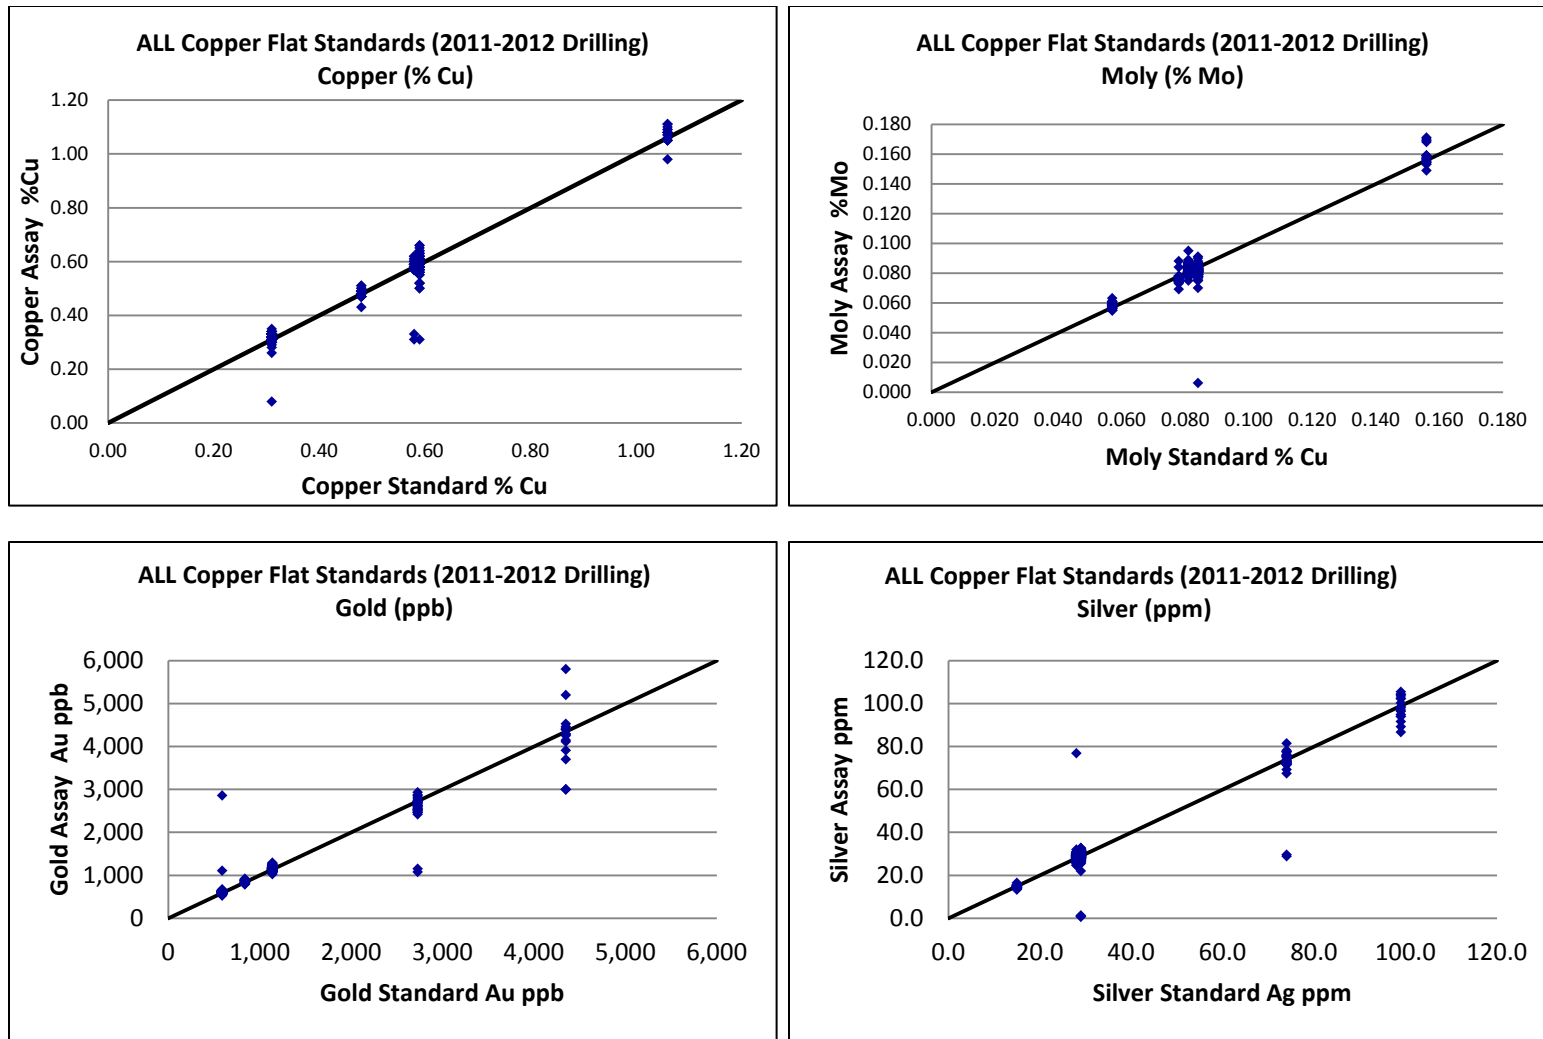 ALL Copper Flat Standards (2011-2012 Drilling)
Copper (% Cu)
1.20
1.00
0.80
0.60
0.40
0.20
0.00
Copper Assay %Cu
0.00 0.20 0.40 0.60 0.80 1.00 1.20
Copper Standard % Cu
ALL Copper Flat Standards (2011-2012 Drilling)
Moly (% Mo)
0.180
0.160
0.140
0.120
0.100
0.080
0.060
0.040
0.020
0.000
Moly Assay %Mo
0.000 0.020 0.040 0.060 0.080 0.100 0.120 0.140 0.160 0.180
Moly Standard % Cu
ALL Copper Flat Standards (2011-2012 Drilling)
Gold (ppb)
6,000
5,000
4,000
3,000
2,000
1,000
0
Gold Assay Au ppb
0 1,000 2,000 3,000 4,000 5,000 6,000
Gold Standard Au ppb
ALL Copper Flat Standards (2011-2012 Drilling)
Silver (ppm)
120.0
100.0
80.0
60.0
40.0
20.0
0.0
Silver Assay ppm
0.0 20.0 40.0 60.0 80.0 100.0 120.0
Silver Standard Ag ppm